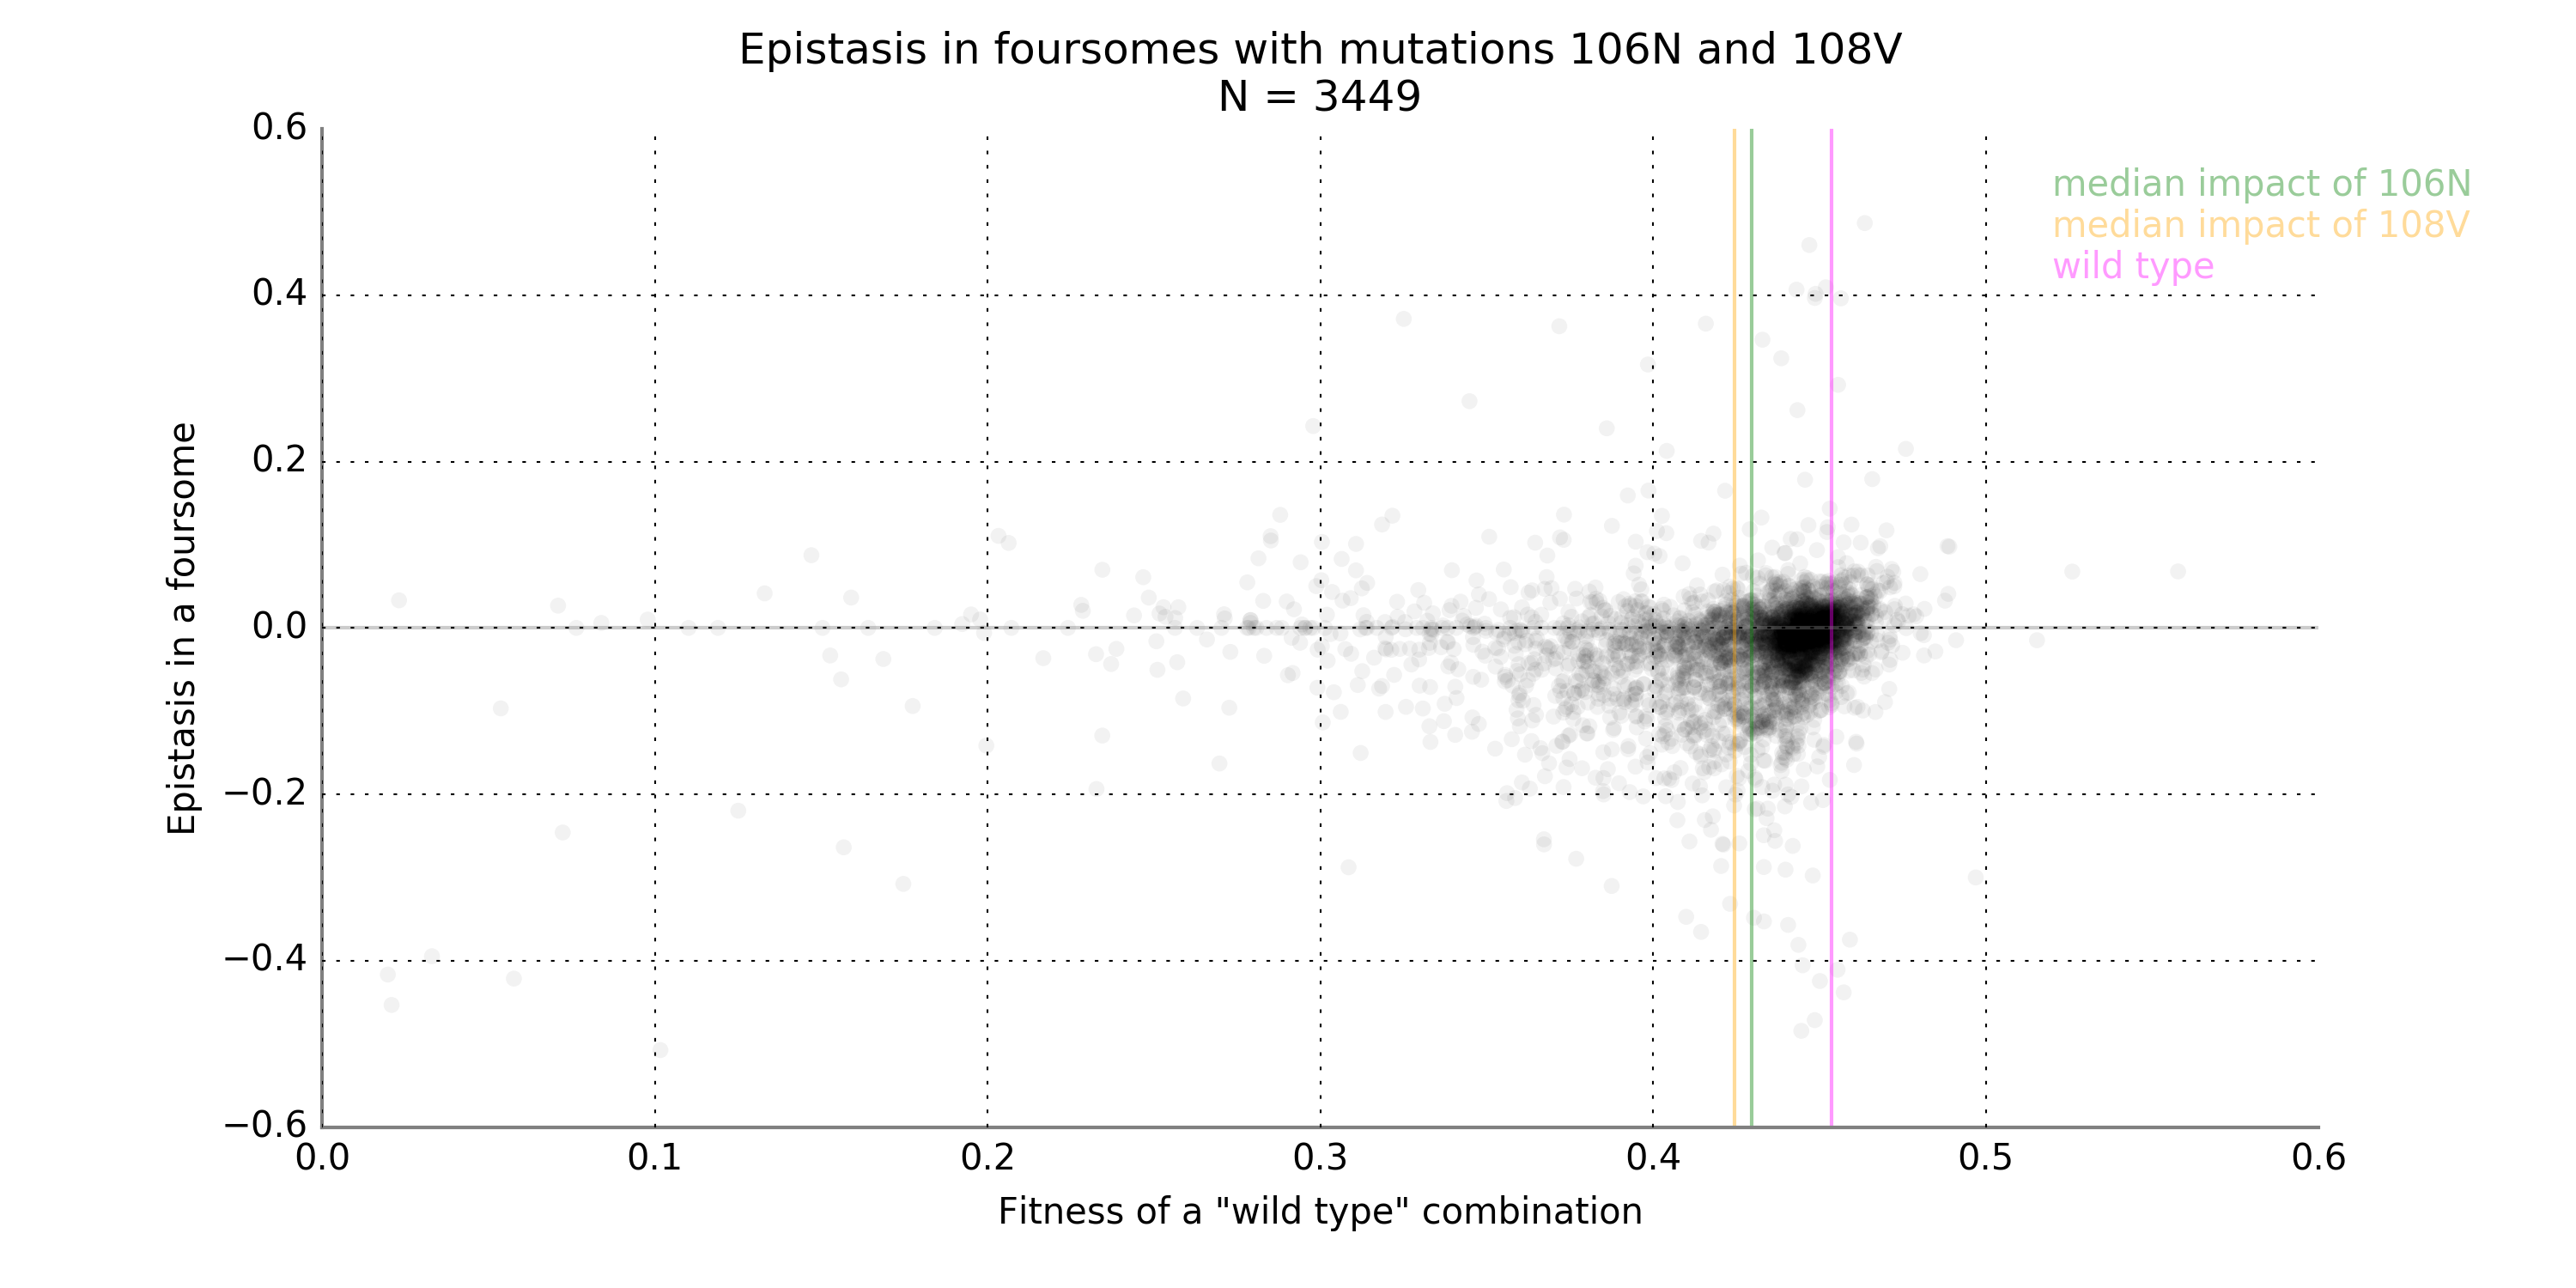 Epistasis in foursomes with mutations 106N and 108V
N = 3449
median impact of 106N
median impact of 108V
wild type
Epistasis in a foursome
0.6
0.4
0.2
0.0
−0.2
−0.4
−0.6
0.0 0.1 0.2 0.3 0.4 0.5 0.6
Fitness of a "wild type" combination